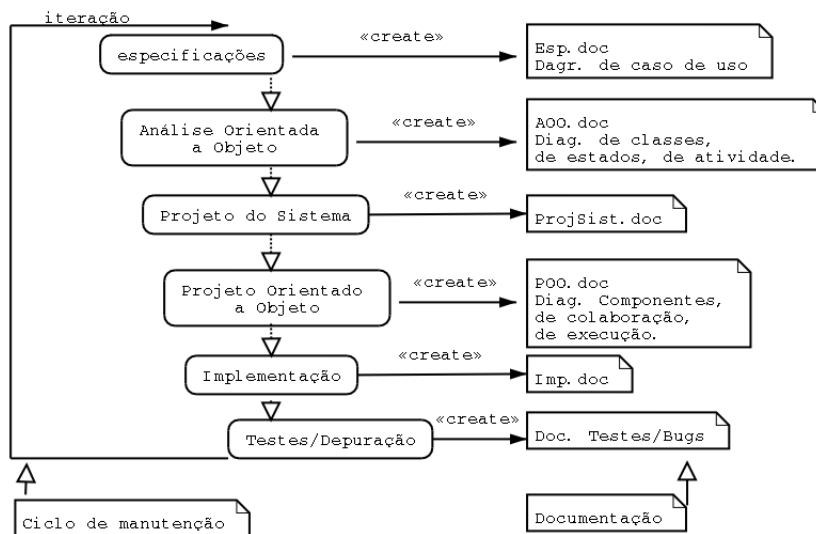 iteração
especificações
«create»
Esp.doc
Dagr. de caso de uso
Análise Orientada
a Objeto
«create»
AOO.doc
Diag. de classes,
de estados, de atividade.
Projeto do Sistema
«create»
ProjSist.doc
Projeto Orientado
a Objeto
«create»
POO.doc
Diag. Componentes,
de colaboração,
de execução.
Implementação
«create»
Imp.doc
Testes/Depuração
«create»
Doc. Testes/Bugs
Ciclo de manutenção
Documentação